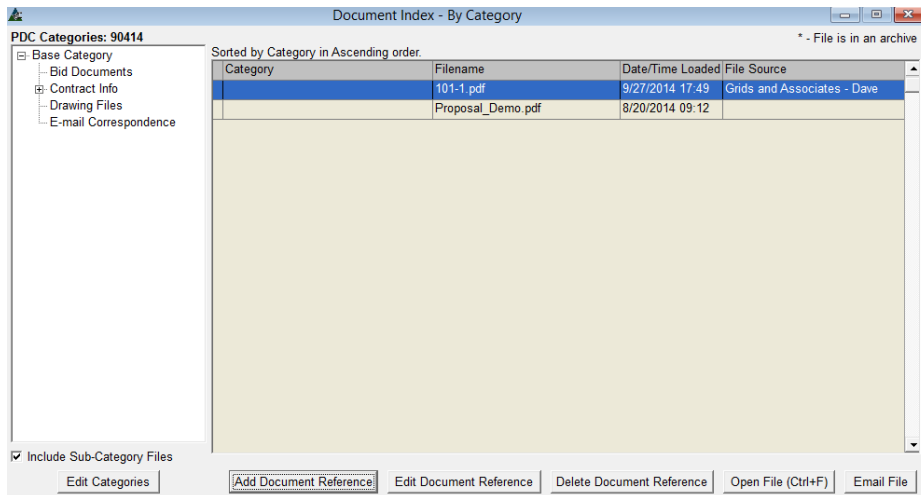 Document Index - By Category
PDC Categories: 90414
* - File is in an archive
Base Category
Bid Documents
Contract Info
Drawing Files
E-mail Correspondence
Sorted by Category in Ascending order.
Category Filename Date/Time Loaded File Source
101-1.pdf 9/27/2014 17:49 Grids and Associates - Dave
Proposal_Demo.pdf 8/20/2014 09:12
Include Sub-Category Files
Edit Categories Add Document Reference Edit Document Reference Delete Document Reference Open File (Ctrl+F) Email File